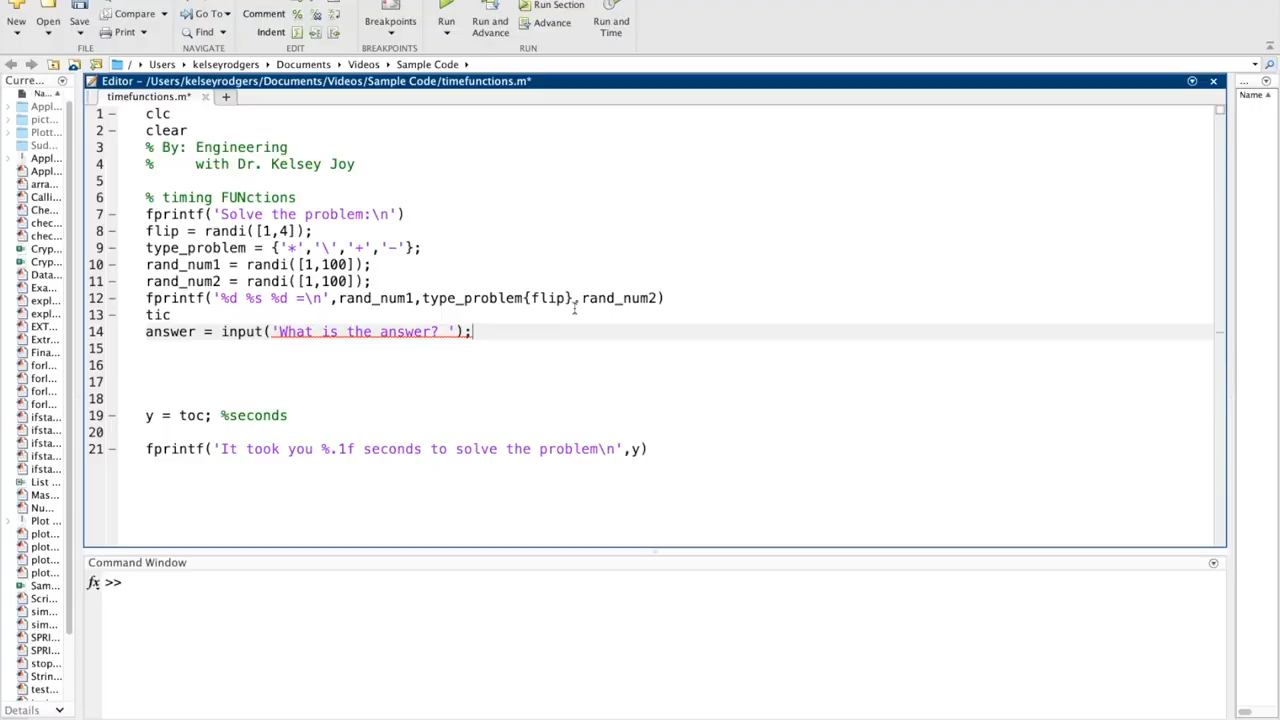 New Open Save Compare Print Go To Find Comment Indent Breakpoints Run Run and Advance Run Section Advance Run and Time
FILE NAVIGATE EDIT BREAKPOINTS RUN
/ Users kelseyrodgers Documents Videos Sample Code
Curre...
Editor - /Users/kelseyrodgers/Documents/Videos/Sample Code/timefunctions.m*
...
Na...
timefunctions.m*
Name
1 clc
2 clear
3 % By: Engineering
4 %     with Dr. Kelsey Joy
5
6 % timing FUNctions
7 fprintf('Solve the problem:\n')
8 flip = randi([1,4]);
9 type_problem = {'*','\','+','-'};
10 rand_num1 = randi([1,100]);
11 rand_num2 = randi([1,100]);
12 fprintf('%d %s %d =\n',rand_num1,type_problem{flip},rand_num2)
13 tic
14 answer = input('What is the answer? ');
15
16
17
18
19 y = toc; %seconds
20
21 fprintf('It took you %.1f seconds to solve the problem\n',y)
Appl...
pict...
Plott...
Sud...
Appl...
Appl...
arra...
Calli...
Che...
chec...
chec...
Cryp...
Cryp...
Data...
Exa...
expl...
expl...
EXT...
Extr...
Fina...
forl...
forl...
forl...
ifsta...
ifsta...
ifsta...
ifsta...
List ...
Mas...
Nu...
Plot ...
plot...
plot...
plot...
plot...
Sam...
Scri...
sim...
sim...
SPRI...
SPRI...
stop...
Strin...
test...
Details
Command Window
fx >>